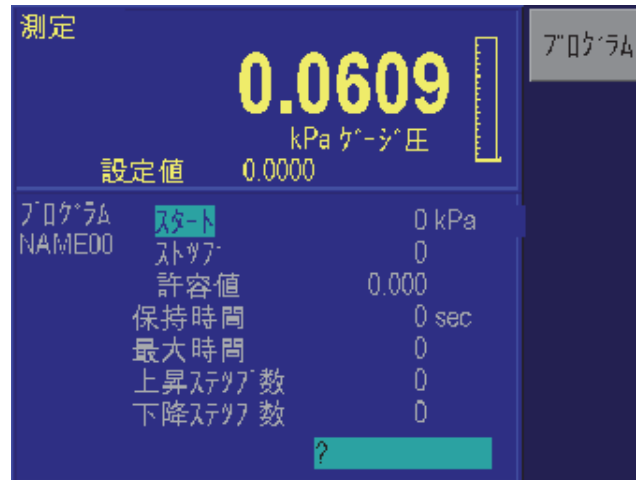 測定
プログラム
0.0609
kPa ゲージ圧
設定値 0.0000
プログラム スタート 0 kPa
NAME00 ストップ 0
許容値 0.000
保持時間 0 sec
最大時間 0
上昇ステップ数 0
下降ステップ数 0
?